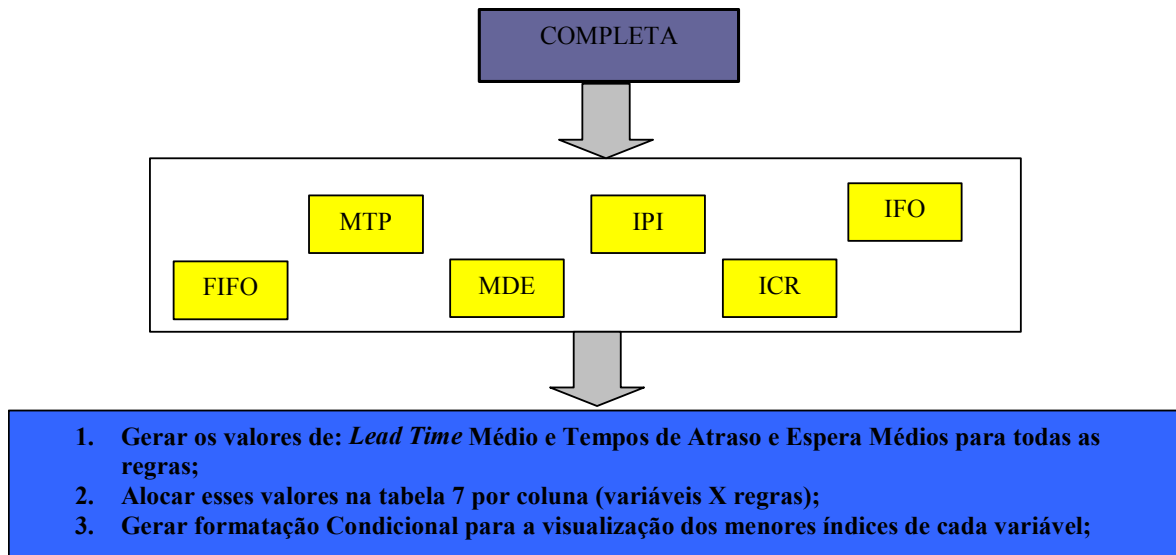 COMPLETA
MTP
IPI
IFO
FIFO
MDE
ICR
1. Gerar os valores de: Lead Time Médio e Tempos de Atraso e Espera Médios para todas as
regras;
2. Alocar esses valores na tabela 7 por coluna (variáveis X regras);
3. Gerar formatação Condicional para a visualização dos menores índices de cada variável;